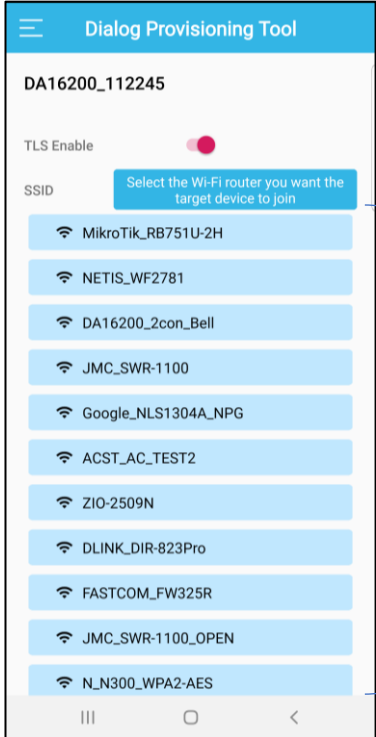 Dialog Provisioning Tool
DA16200_112245
TLS Enable
SSID
Select the Wi-Fi router you want the
target device to join
MikroTik_RB751U-2H
NETIS_WF2781
DA16200_2con_Bell
JMC_SWR-1100
Google_NLS1304A_NPG
ACST_AC_TEST2
ZIO-2509N
DLINK_DIR-823Pro
FASTCOM_FW325R
JMC_SWR-1100_OPEN
N_N300_WPA2-AES